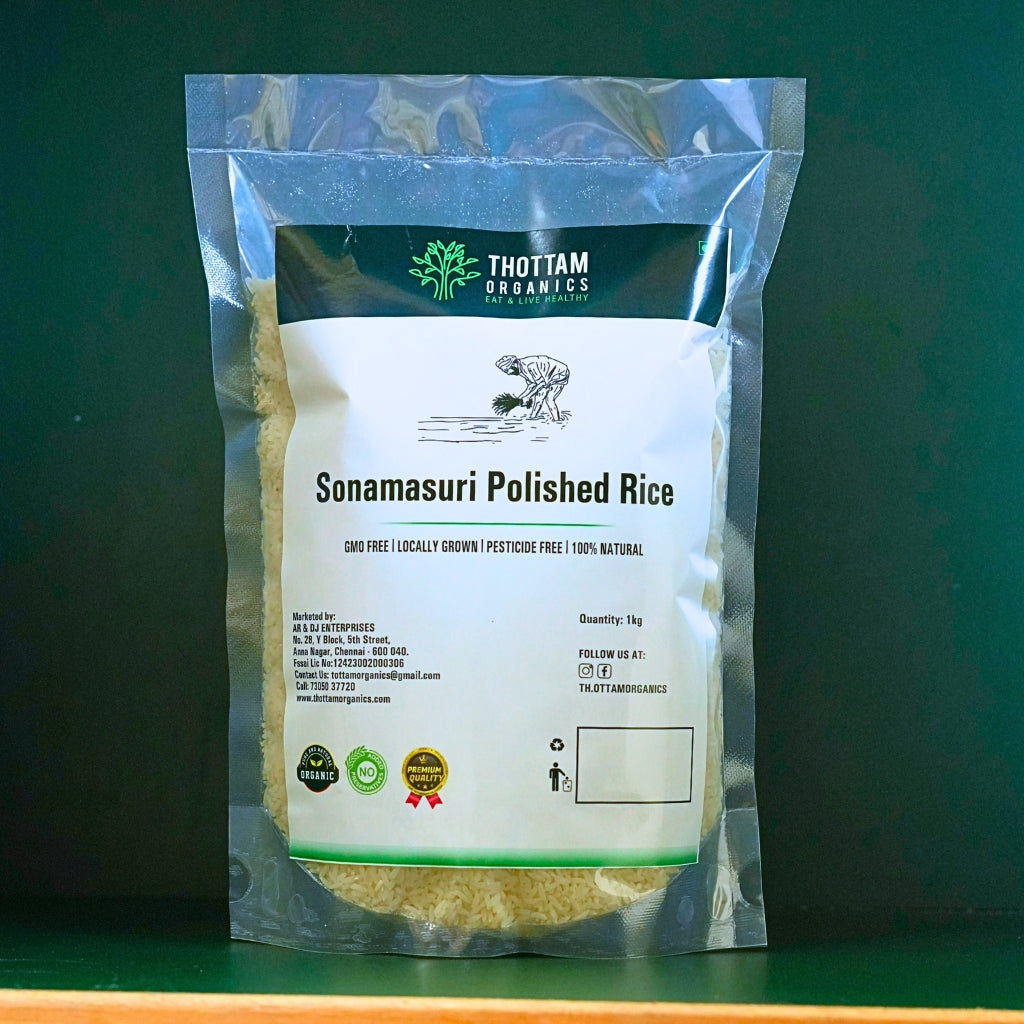 THOTTAM
ORGANICS
EAT & LIVE HEALTHY
Sonamasuri Polished Rice
GMO FREE | LOCALLY GROWN | PESTICIDE FREE | 100% NATURAL
Marketed by:
AR & DJ ENTERPRISES
No. 28, Y Block, 5th Street,
Anna Nagar, Chennai - 600 040.
Fssai Lic No:12423002000306
Contact Us: tottamorganics@gmail.com
Call: 73050 37720
www.thottamorganics.com
Quantity: 1kg
FOLLOW US AT:
TH.OTTAMORGANICS
ORGANIC
NO
ADDED
PRESERVATIVES
PREMIUM
QUALITY